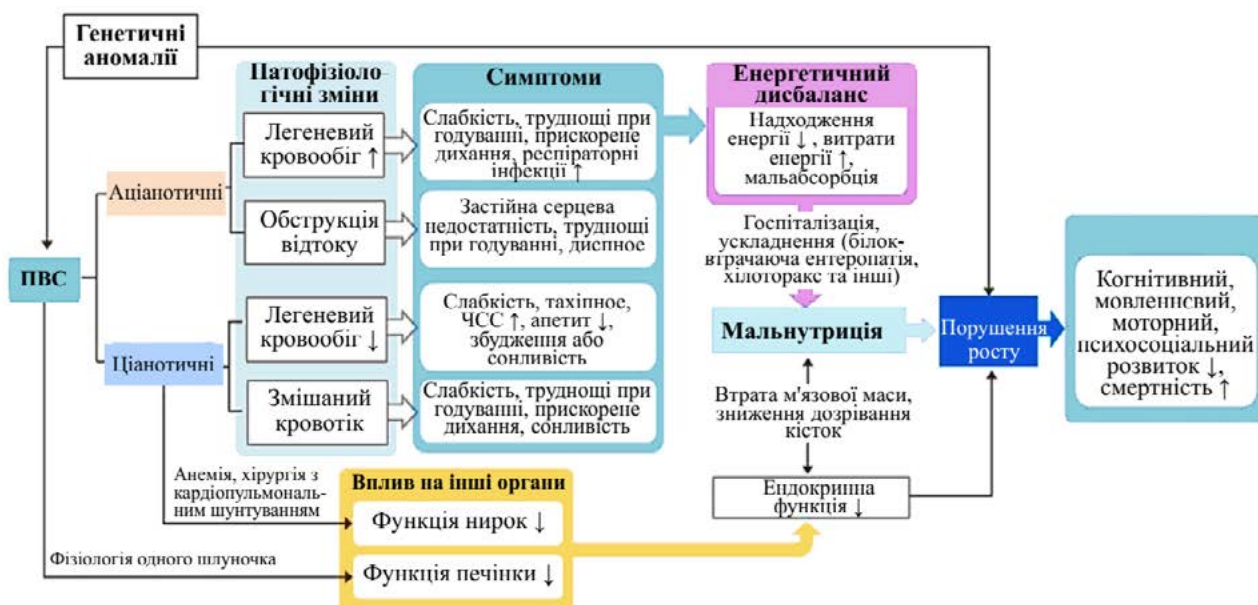 Генетичні
аномалії
Патофізіоло-
гічні зміни
Симптоми
Енергетичний
дисбаланс
Легеневий
кровообіг ↑
Слабкість, труднощі при
годуванні, прискорене
дихання, респіраторні
інфекції ↑
Надходження
енергії ↓ , витрати
енергії ↑,
мальабсорбція
Аціанотичні
Обструкція
відтоку
Застійна серцева
недостатність, труднощі
при годуванні, диспное
Госпіталізація,
ускладнення (білок-
втрачаюча ентеропатія,
хілоторакс та інші)
ПВС
Легеневий
кровообіг ↓
Слабкість, тахіпное,
ЧСС ↑, апетит ↓,
збудження або
сонливість
Мальнутриція
Порушення
росту
Когнітивний,
мовленнєвий,
моторний,
психосоціальний
розвиток ↓,
смертність ↑
Ціанотичні
Змішаний
кровотік
Слабкість, труднощі при
годуванні, прискорене
дихання, сонливість
Втрата м'язової маси,
зниження дозрівання
кісток
Анемія, хірургія з
кардіопульмональ-
ним шунтуванням
Вплив на інші органи
Функція нирок ↓
Ендокринна
функція ↓
Фізіологія одного шлуночка
Функція печінки ↓